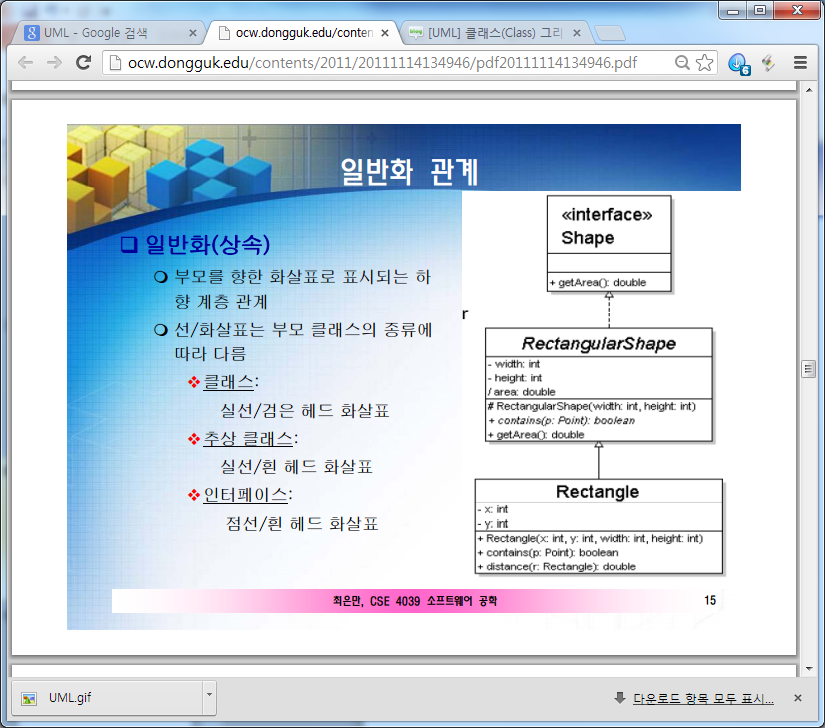 UML - Google 검색
ocw.dongguk.edu/conten
[UML] 클래스(Class) 그리
ocw.dongguk.edu/contents/2011/20111114134946/pdf20111114134946.pdf
6
일반화 관계
일반화(상속)
부모를 향한 화살표로 표시되는 하
향 계층 관계
선/화살표는 부모 클래스의 종류에
따라 다름
클래스:
실선/검은 헤드 화살표
추상 클래스:
실선/흰 헤드 화살표
인터페이스:
점선/흰 헤드 화살표
r
«interface»
Shape
+ getArea(): double
RectangularShape
- width: int
- height: int
/ area: double
# RectangularShape(width: int, height: int)
+ contains(p: Point): boolean
+ getArea(): double
Rectangle
- x: int
- y: int
+ Rectangle(x: int, y: int, width: int, height: int)
+ contains(p: Point): boolean
+ distance(r: Rectangle): double
최은만, CSE 4039 소프트웨어 공학
15
UML.gif
다운로드 항목 모두 표시...